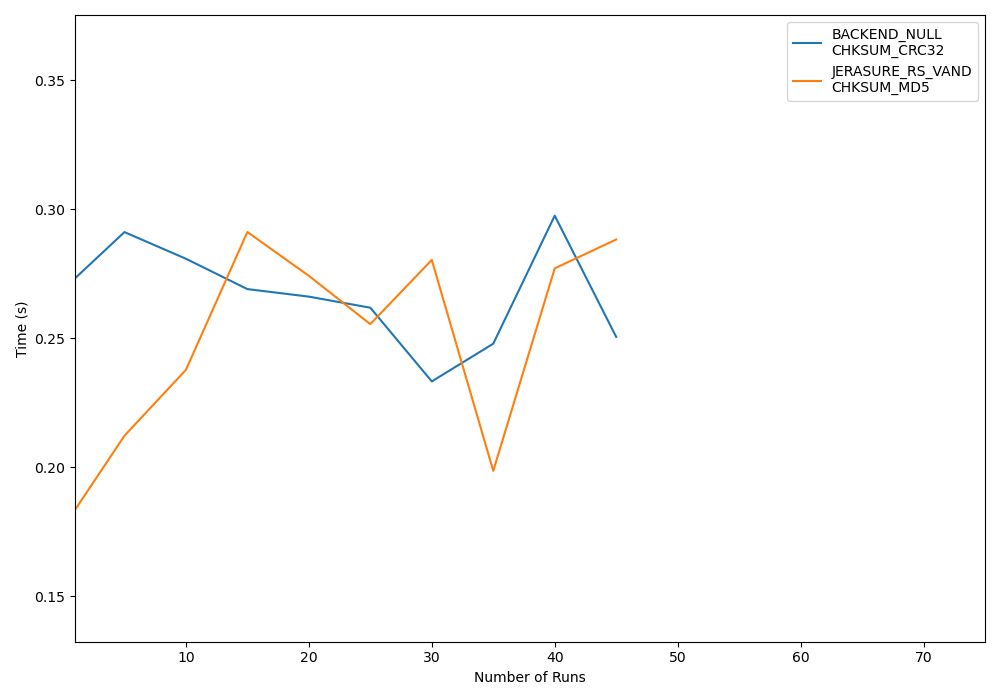 BACKEND_NULL
CHKSUM_CRC32
JERASURE_RS_VAND
CHKSUM_MD5
0.35
0.30
0.25
0.20
0.15
Time (s)
10 20 30 40 50 60 70
Number of Runs